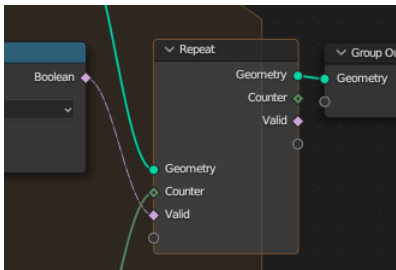 Repeat
Group Ou
Boolean
Geometry
Geometry
Counter
Valid
Geometry
Counter
Valid